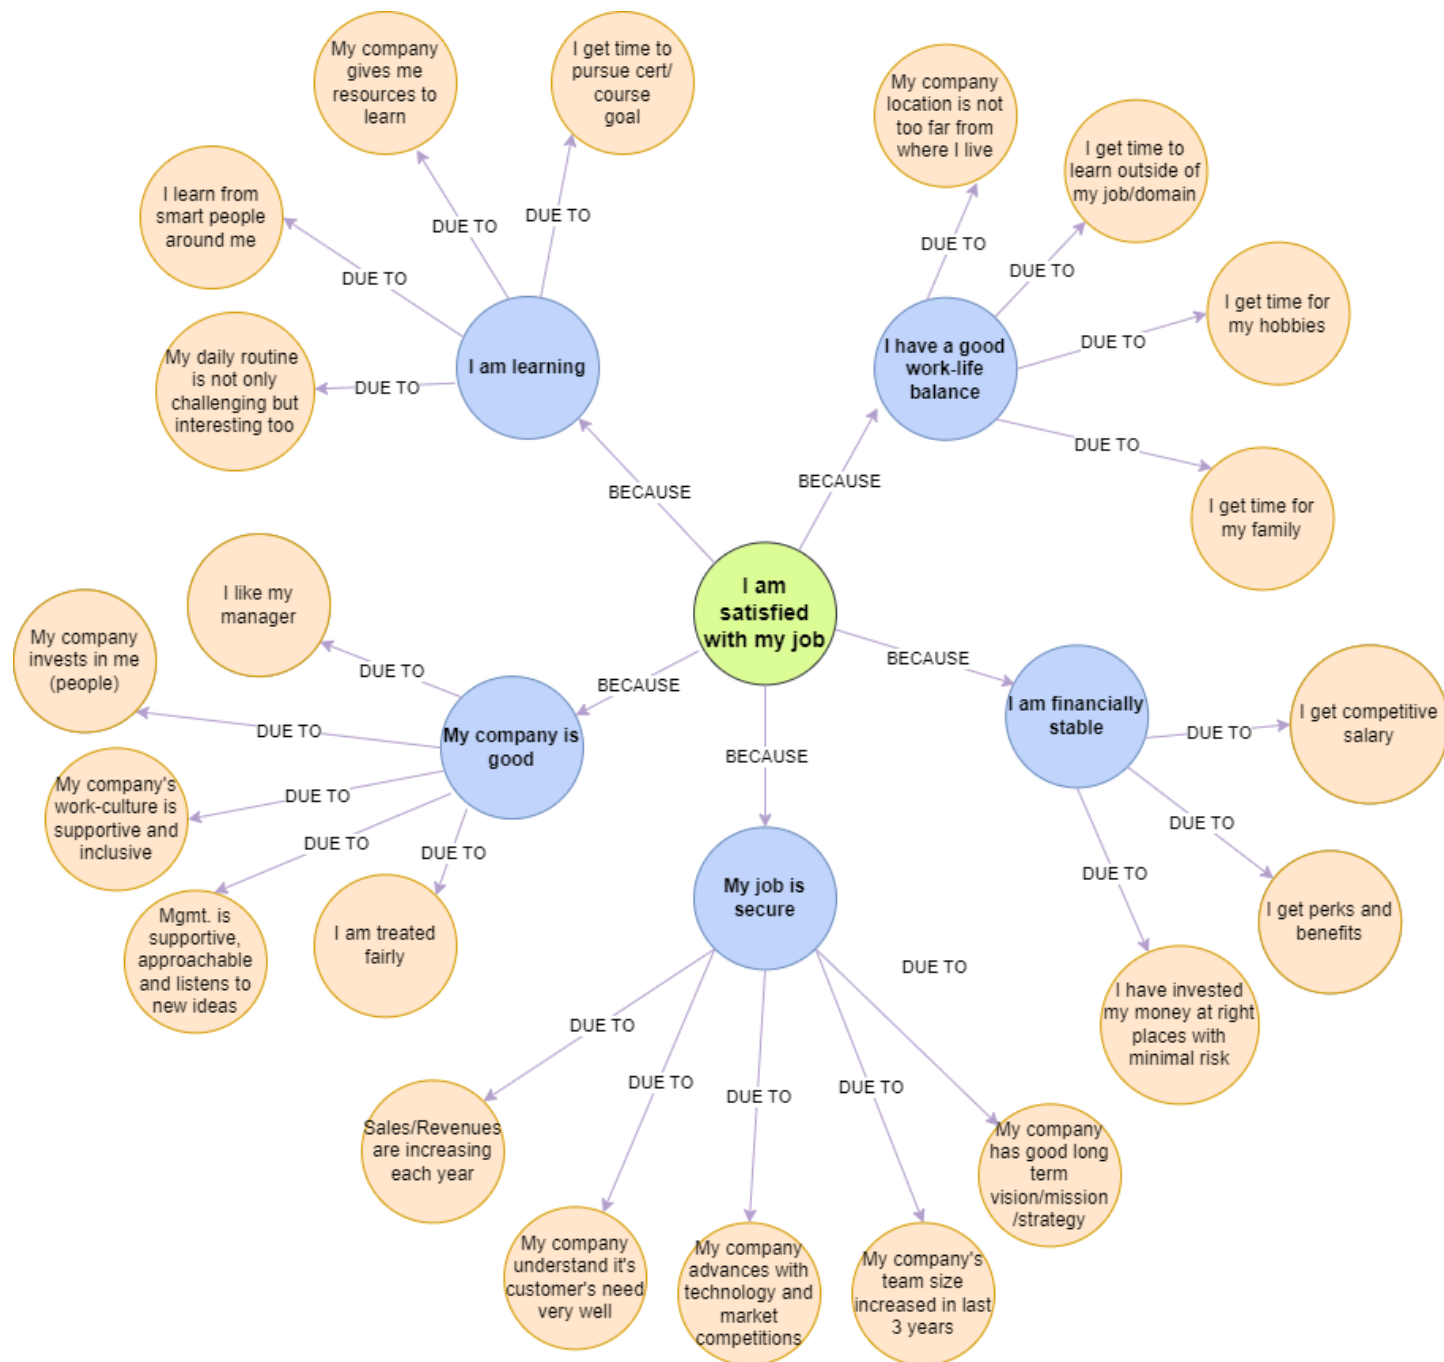 My company
gives me
resources to
learn
I get time to
pursue cert/
course
goal
I learn from
smart people
around me
My daily routine
is not only
challenging but
interesting too
DUE TO
DUE TO
DUE TO
DUE TO
I am learning
BECAUSE
My company
location is not
too far from
where I live
I get time to
learn outside of
my job/domain
I get time for
my hobbies
I get time for
my family
DUE TO
DUE TO
DUE TO
DUE TO
I have a good
work-life
balance
BECAUSE
I am
satisfied
with my job
I like my
manager
My company
invests in me
(people)
My company's
work-culture is
supportive and
inclusive
Mgmt. is
supportive,
approachable
and listens to
new ideas
I am treated
fairly
DUE TO
DUE TO
DUE TO
DUE TO
DUE TO
My company is
good
BECAUSE
BECAUSE
I am financially
stable
DUE TO
DUE TO
DUE TO
I get competitive
salary
I get perks and
benefits
I have invested
my money at right
places with
minimal risk
BECAUSE
My job is
secure
DUE TO
DUE TO
DUE TO
DUE TO
DUE TO
Sales/Revenues
are increasing
each year
My company
understand it's
customer's need
very well
My company
advances with
technology and
market
competitions
My company's
team size
increased in last
3 years
My company
has good long
term
vision/mission
/strategy